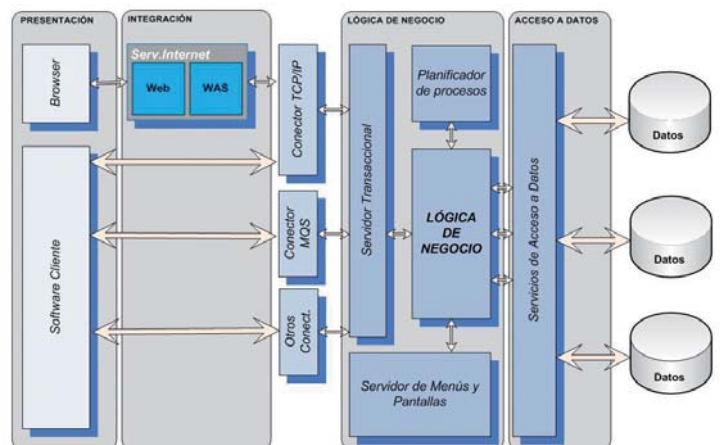 PRESENTACIÓN
INTEGRACIÓN
LÓGICA DE NEGOCIO
ACCESO A DATOS
Browser
Serv.Internet
Web
WAS
Conector TCP/IP
Planificador
de procesos
Datos
Software Cliente
Conector
MQS
Servidor Transaccional
LÓGICA
DE
NEGOCIO
Servicios de Acceso a Datos
Datos
Otros
Conect.
Servidor de Menús y
Pantallas
Datos